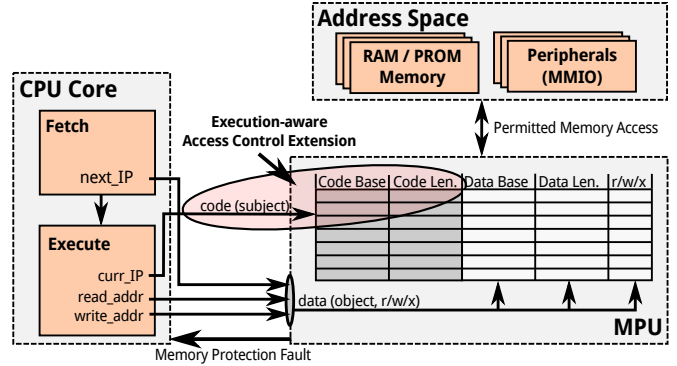 Address Space
RAM / PROM
Memory
Peripherals
(MMIO)
CPU Core
Fetch
next_IP
Execution-aware
Access Control Extension
Permitted Memory Access
Code Base Code Len. Data Base Data Len. r/w/x
code (subject)
Execute
curr_IP
read_addr
write_addr
data (object, r/w/x)
MPU
Memory Protection Fault